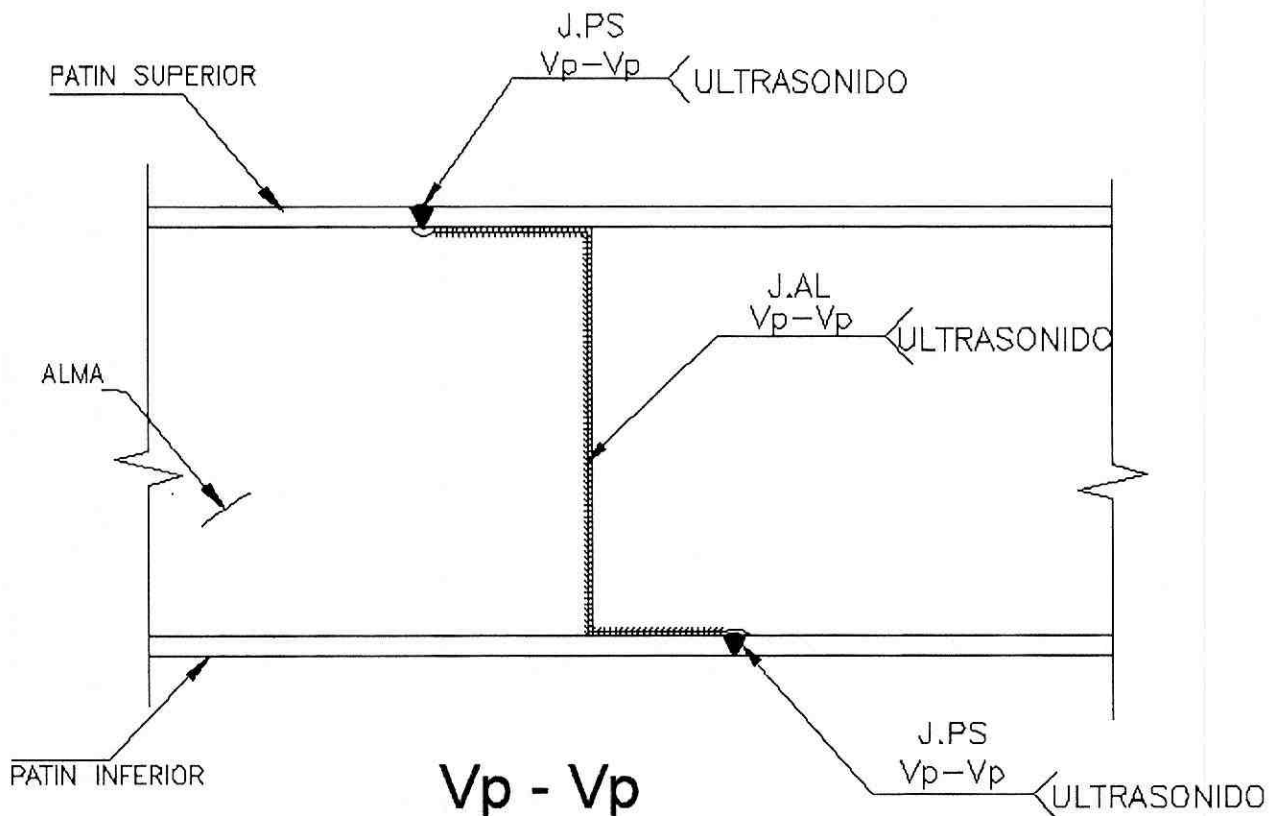 J.PS
Vp-Vp
ULTRASONIDO
PATIN SUPERIOR
J.AL
Vp-Vp
ULTRASONIDO
ALMA
PATIN INFERIOR
J.PS
Vp-Vp
ULTRASONIDO
Vp - Vp